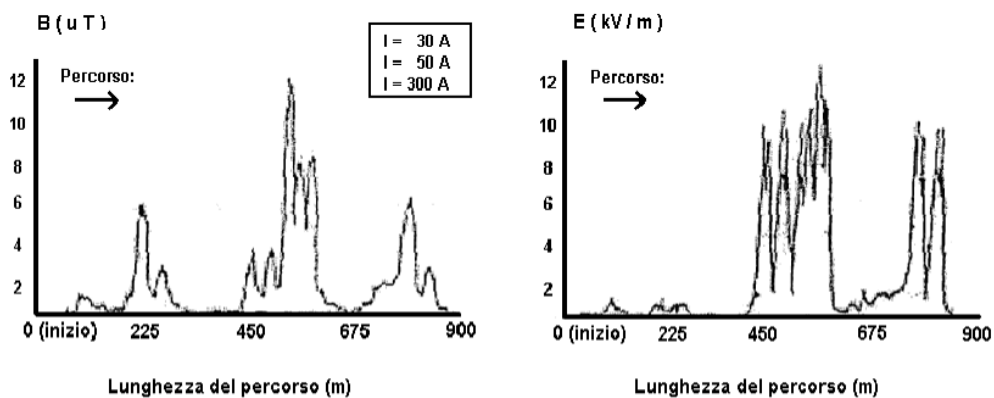 B ( u T )
I = 30 A
I = 50 A
I = 300 A
Percorso:
12
10
8
6
4
2
0 (inizio)
225
450
675
900
Lunghezza del percorso (m)
E ( kV / m )
Percorso:
12
10
8
6
4
2
0 (inizio)
225
450
675
900
Lunghezza del percorso (m)